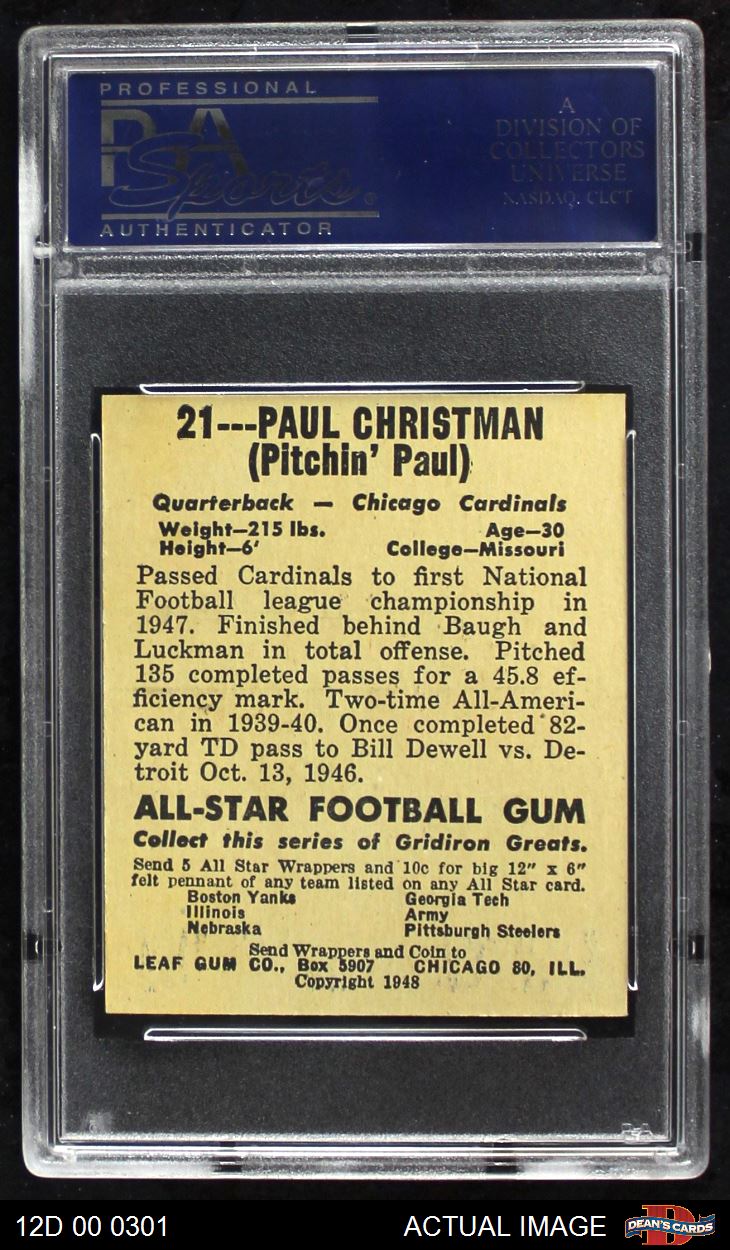 PROFESSIONAL
PSA
Sports
AUTHENTICATOR
A
DIVISION OF
COLLECTORS
UNIVERSE
NASDAQ: CLCT
21---PAUL CHRISTMAN
(Pitchin' Paul)
Quarterback — Chicago Cardinals
Weight—215 lbs. Age—30
Height—6' College—Missouri
Passed Cardinals to first National
Football league championship in
1947. Finished behind Baugh and
Luckman in total offense. Pitched
135 completed passes for a 45.8 ef-
ficiency mark. Two-time All-Ameri-
can in 1939-40. Once completed 82-
yard TD pass to Bill Dewell vs. De-
troit Oct. 13, 1946.
ALL-STAR FOOTBALL GUM
Collect this series of Gridiron Greats.
Send 5 All Star Wrappers and 10c for big 12" x 6"
felt pennant of any team listed on any All Star card.
Boston Yanks Georgia Tech
Illinois Army
Nebraska Pittsburgh Steelers
Send Wrappers and Coin to
LEAF GUM CO., Box 5907 CHICAGO 80, ILL.
Copyright 1948
PSA
12D 00 0301 ACTUAL IMAGE DEAN'S CARDS